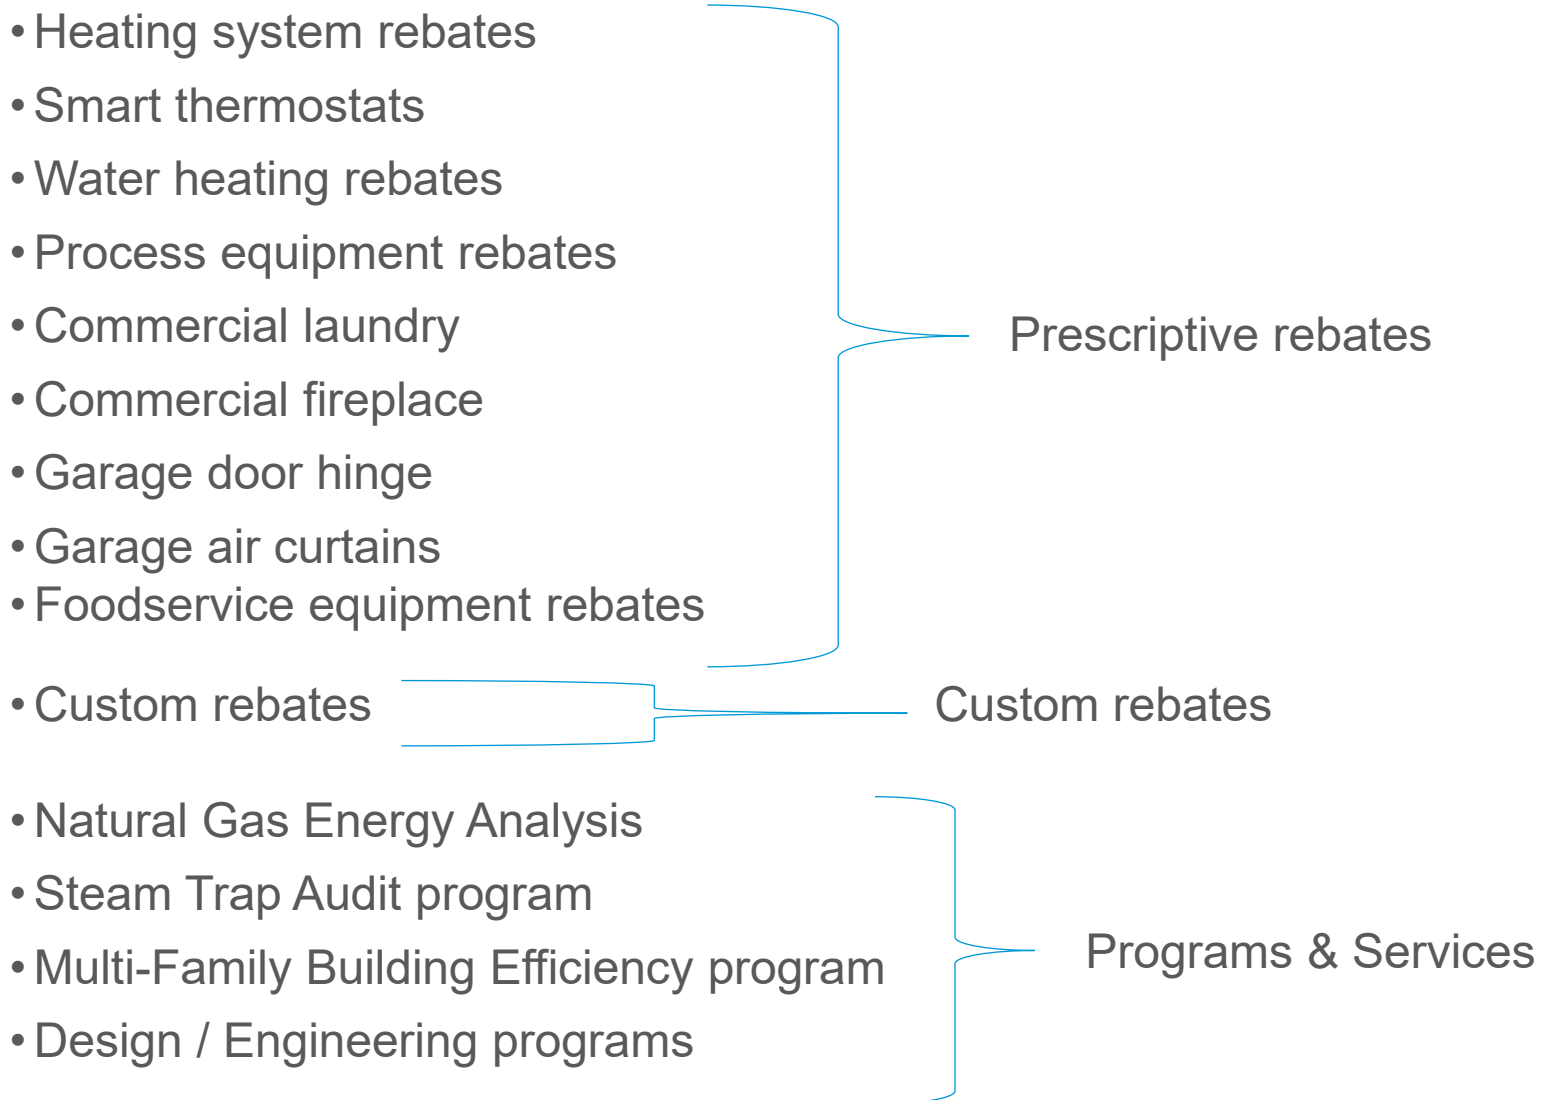 • Heating system rebates
• Smart thermostats
• Water heating rebates
• Process equipment rebates
• Commercial laundry
• Commercial fireplace
• Garage door hinge
• Garage air curtains
• Foodservice equipment rebates
Prescriptive rebates
• Custom rebates
Custom rebates
• Natural Gas Energy Analysis
• Steam Trap Audit program
• Multi-Family Building Efficiency program
• Design / Engineering programs
Programs & Services